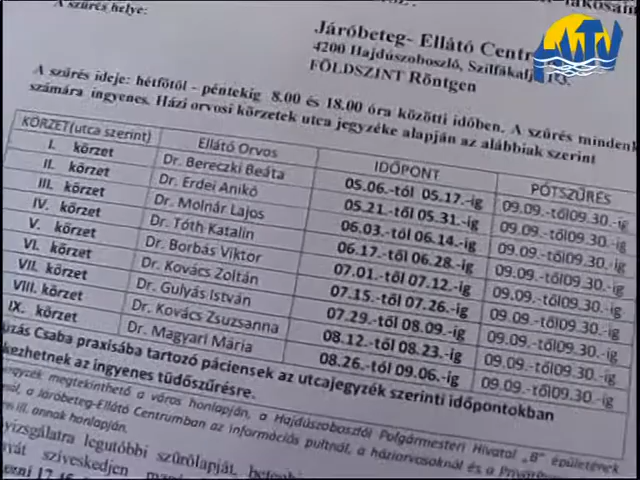 A szűrés helye:
Járóbeteg- Ellátó Centrum
4200 Hajdúszoboszló, Szilfákalja
FÖLDSZINT Röntgen
A szűrés ideje: hétfőtől - péntekig 8.00 és 18.00 óra közötti időben. A szűrés mindenki
számára ingyenes. Házi orvosi körzetek utca jegyzéke alapján az alábbiak szerint
KÖRZET(utca szerint) Ellátó Orvos IDŐPONT PÓTSZŰRÉS
I. körzet Dr. Bereczki Beáta 05.06.-tól 05.17.-ig 09.09.-től09.30.-ig
II. körzet Dr. Erdei Anikó 05.21.-tól 05.31.-ig 09.09.-től09.30.-ig
III. körzet Dr. Molnár Lajos 06.03.-tól 06.14.-ig 09.09.-től09.30.-ig
IV. körzet Dr. Tóth Katalin 06.17.-től 06.28.-ig 09.09.-től09.30.-ig
V. körzet Dr. Borbás Viktor 07.01.-től 07.12.-ig 09.09.-től09.30.-ig
VI. körzet Dr. Kovács Zoltán 07.15.-től 07.26.-ig 09.09.-től09.30.-ig
VII. körzet Dr. Gulyás István 07.29.-től 08.09.-ig 09.09.-től09.30.-ig
VIII. körzet Dr. Kovács Zsuzsanna 08.12.-től 08.23.-ig 09.09.-től09.30.-ig
IX. körzet Dr. Magyari Mária 08.26.-tól 09.06.-ig 09.09.-től09.30.-ig
Csaba praxisába tartozó páciensek az utcajegyzék szerinti időpontokban
kezhetnek az ingyenes tüdőszűrésre.
megtekinthető a város honlapján, a Hajdúszoboszlói Polgármesteri Hivatal „B" épületének
a Járóbeteg-Ellátó Centrumban az információs pultnál, a háziorvosoknál és a
ill. annak honlapján.
legutóbbi szűrőlapját,
szíveskedjen